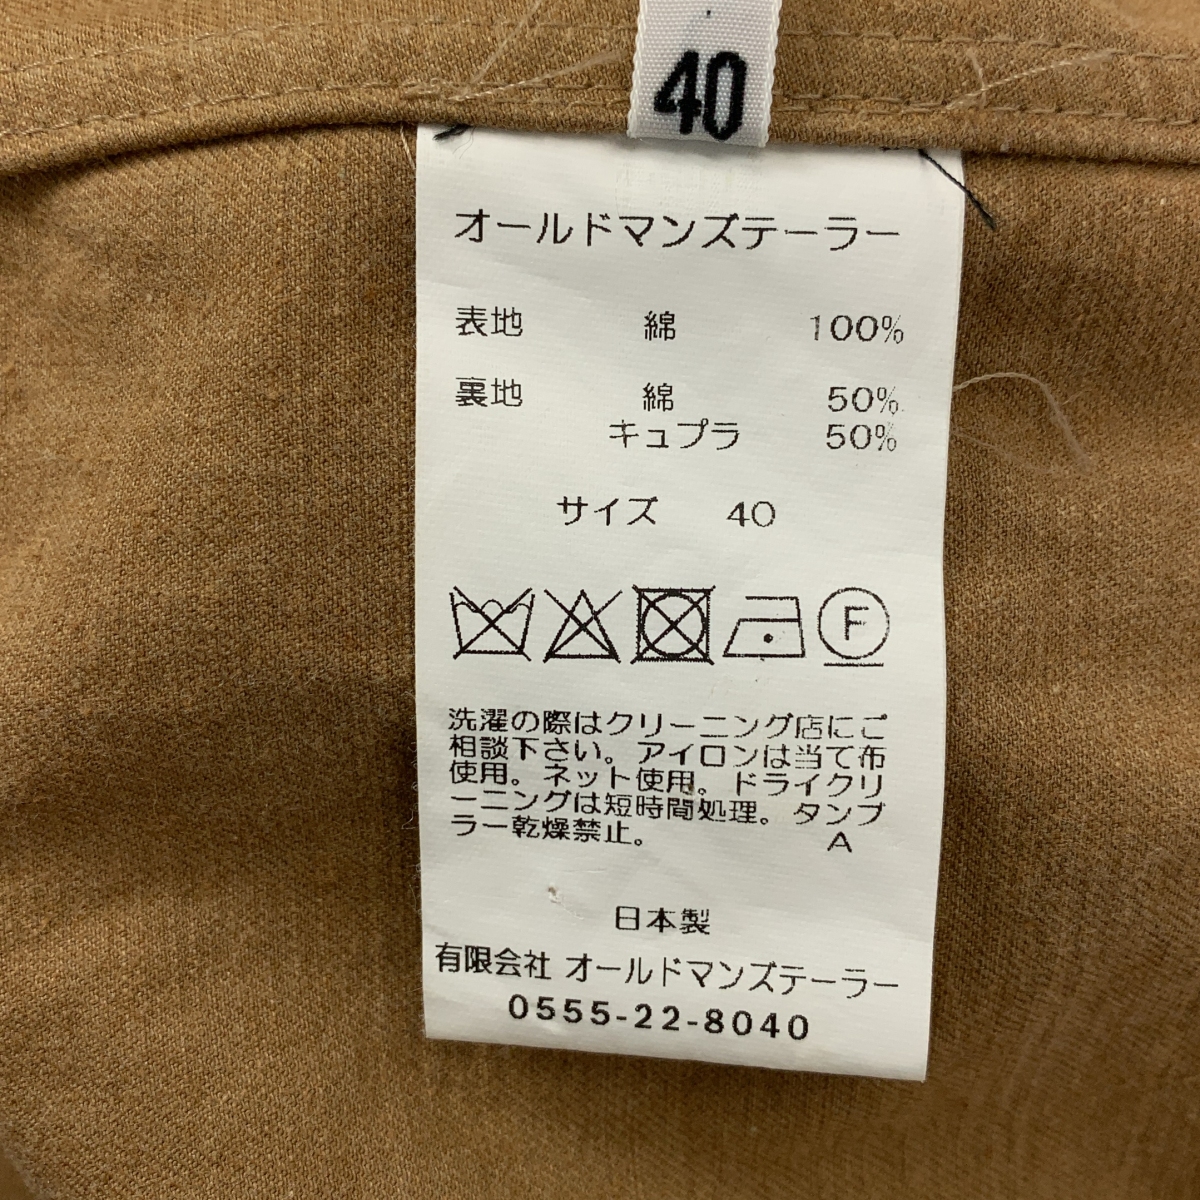 40
オールドマンズテーラー
表地 綿 100%
裏地 綿 50%
キュプラ 50%
サイズ 40
F
洗濯の際はクリーニング店にご
相談下さい。アイロンは当て布
使用。ネット使用。ドライクリ
ーニングは短時間処理。タンブ
ラー乾燥禁止。 A
日本製
有限会社 オールドマンズテーラー
0555-22-8040